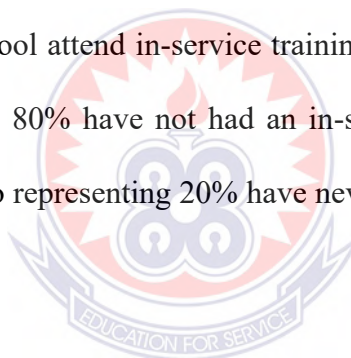 ool attend in-service trainin
80% have not had an in-s
o representing 20% have nev
EDUCATION FOR SERVICE